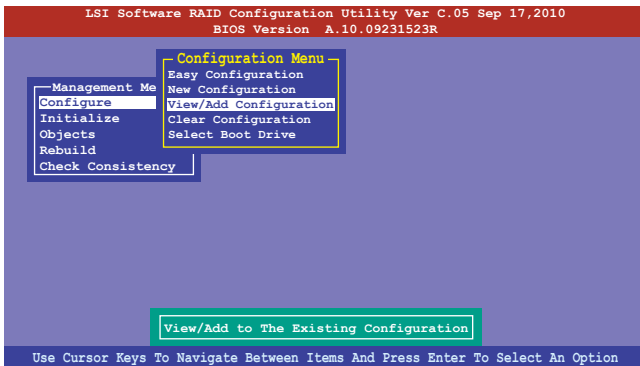 LSI Software RAID Configuration Utility Ver C.05 Sep 17,2010
BIOS Version A.10.09231523R
Configuration Menu
Easy Configuration
New Configuration
View/Add Configuration
Clear Configuration
Select Boot Drive
Management Me
Configure
Initialize
Objects
Rebuild
Check Consistency
View/Add to The Existing Configuration
Use Cursor Keys To Navigate Between Items And Press Enter To Select An Option